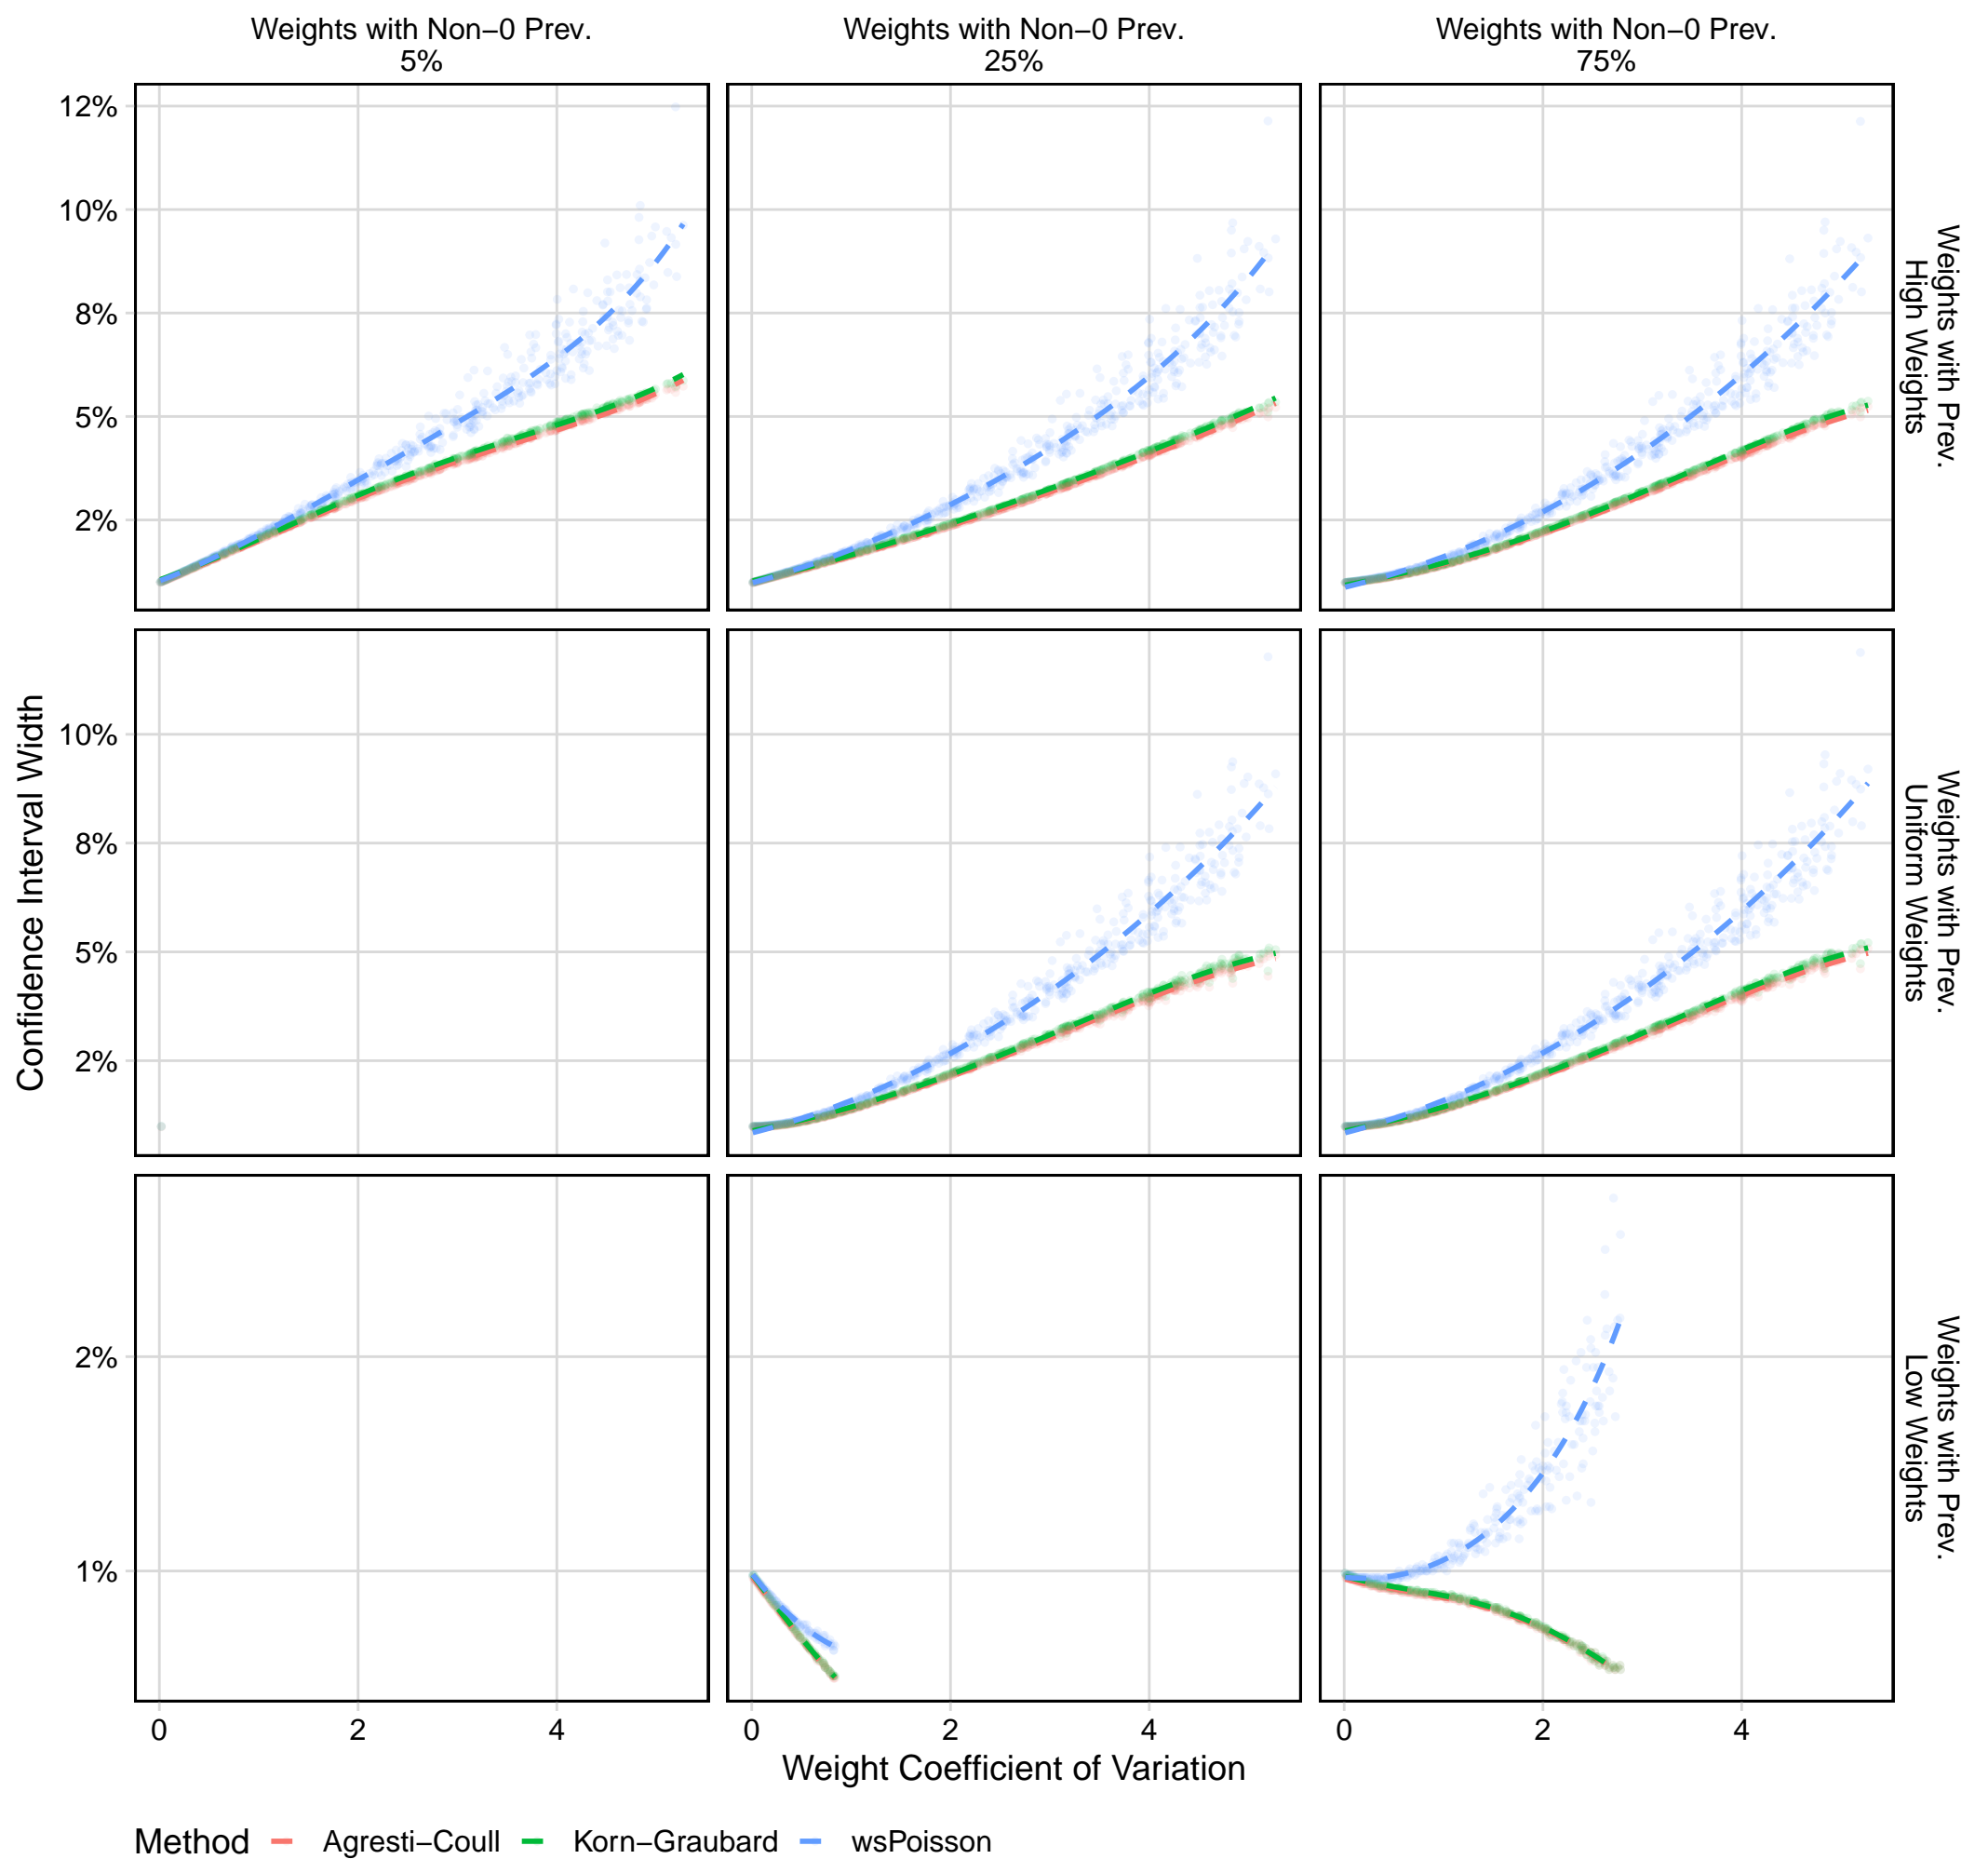 Weights with Non−0 Prev.
5%
Weights with Non−0 Prev.
25%
Weights with Non−0 Prev.
75%
12%
10%
8%
5%
2%
Weights with Prev.
High Weights
10%
8%
5%
2%
Weights with Prev.
Uniform Weights
2%
1%
Weights with Prev.
Low Weights
Confidence Interval Width
0 2 4
0 2 4
0 2 4
Weight Coefficient of Variation
Method Agresti−Coull Korn−Graubard wsPoisson